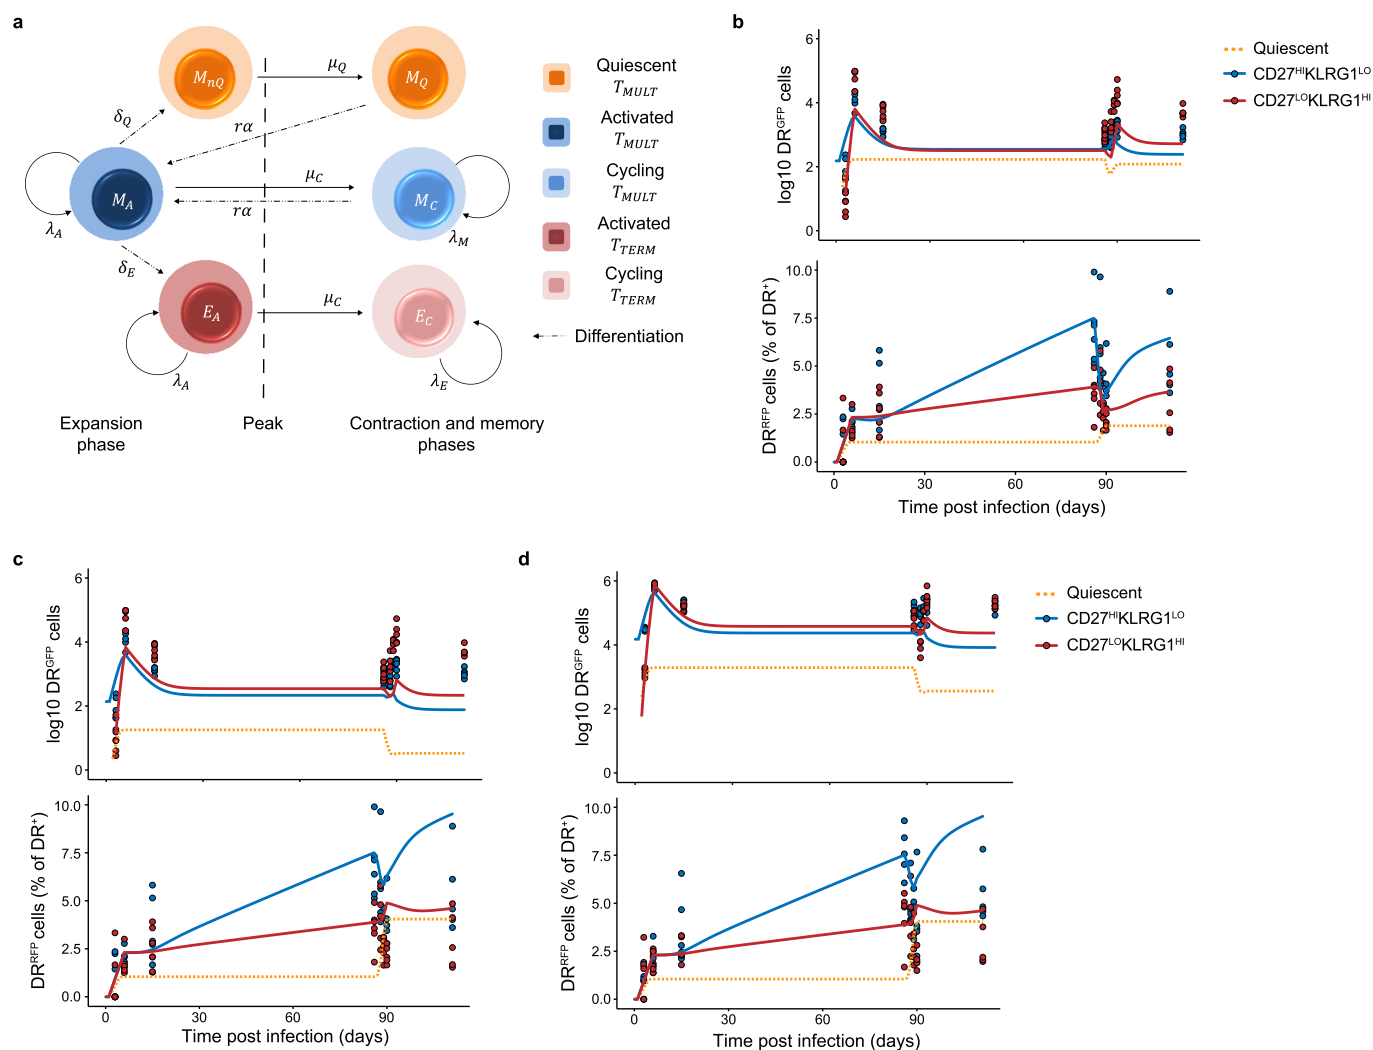 a
M_nQ
μ_Q
M_Q
δ_Q
rα
M_A
μ_C
M_C
rα
λ_A
λ_M
δ_E
E_A
μ_C
E_C
λ_A
λ_E
Expansion
phase
Peak
Contraction and memory
phases
Quiescent
T_MULT
Activated
T_MULT
Cycling
T_MULT
Activated
T_TERM
Cycling
T_TERM
Differentiation
b
log10 DR^GFP cells
6
4
2
0
Quiescent
CD27^HI KLRG1^LO
CD27^LO KLRG1^HI
DR^RFP cells (% of DR^+)
10.0
7.5
5.0
2.5
0.0
0 30 60 90
Time post infection (days)
c
log10 DR^GFP cells
6
4
2
0
DR^RFP cells (% of DR^+)
10.0
7.5
5.0
2.5
0.0
0 30 60 90
Time post infection (days)
d
log10 DR^GFP cells
6
4
2
0
Quiescent
CD27^HI KLRG1^LO
CD27^LO KLRG1^HI
DR^RFP cells (% of DR^+)
10.0
7.5
5.0
2.5
0.0
0 30 60 90
Time post infection (days)